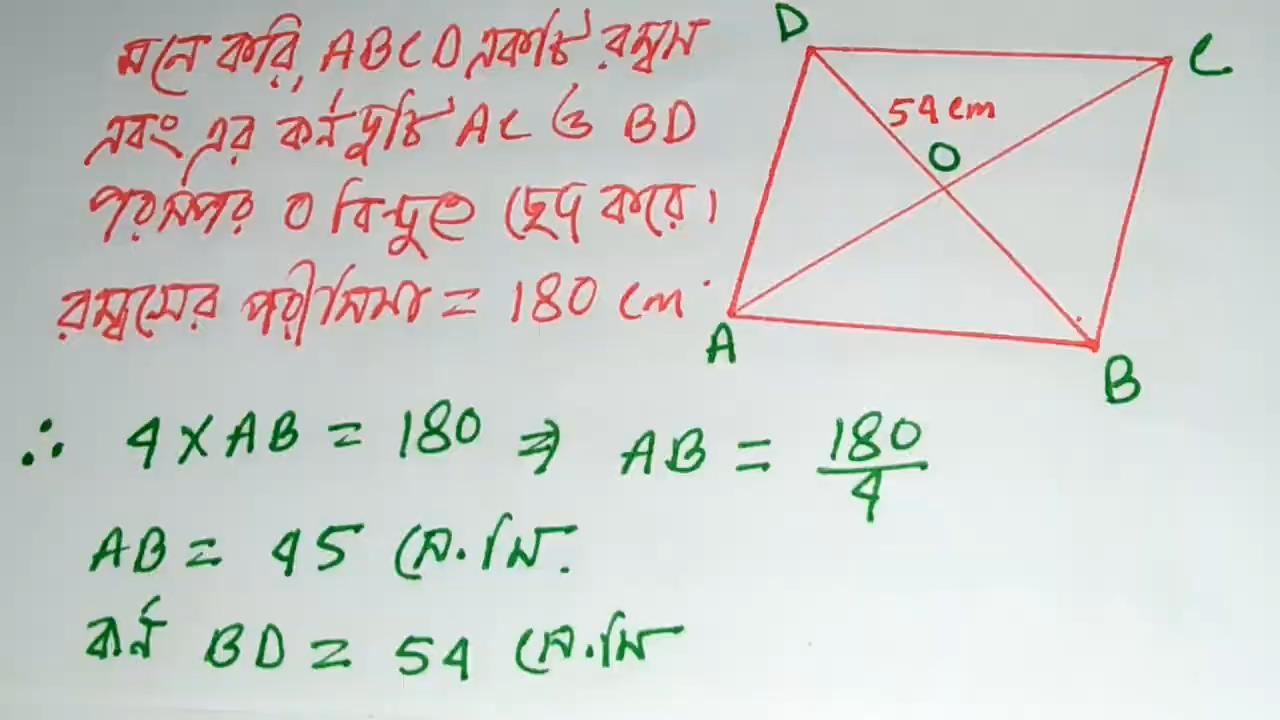 মনে করি, ABCD একটি রম্বস
এবং এর কর্ন দুটি AC ও BD
পরস্পর O বিন্দুতে ছেদ করে।
রম্বসের পরীসিমা = 180 cm
D
C
54 cm
O
A
B
∴ 4 X AB = 180 ⇒ AB = 180/4
AB = 45 সে.মি.
কর্ন BD = 54 সে.মি